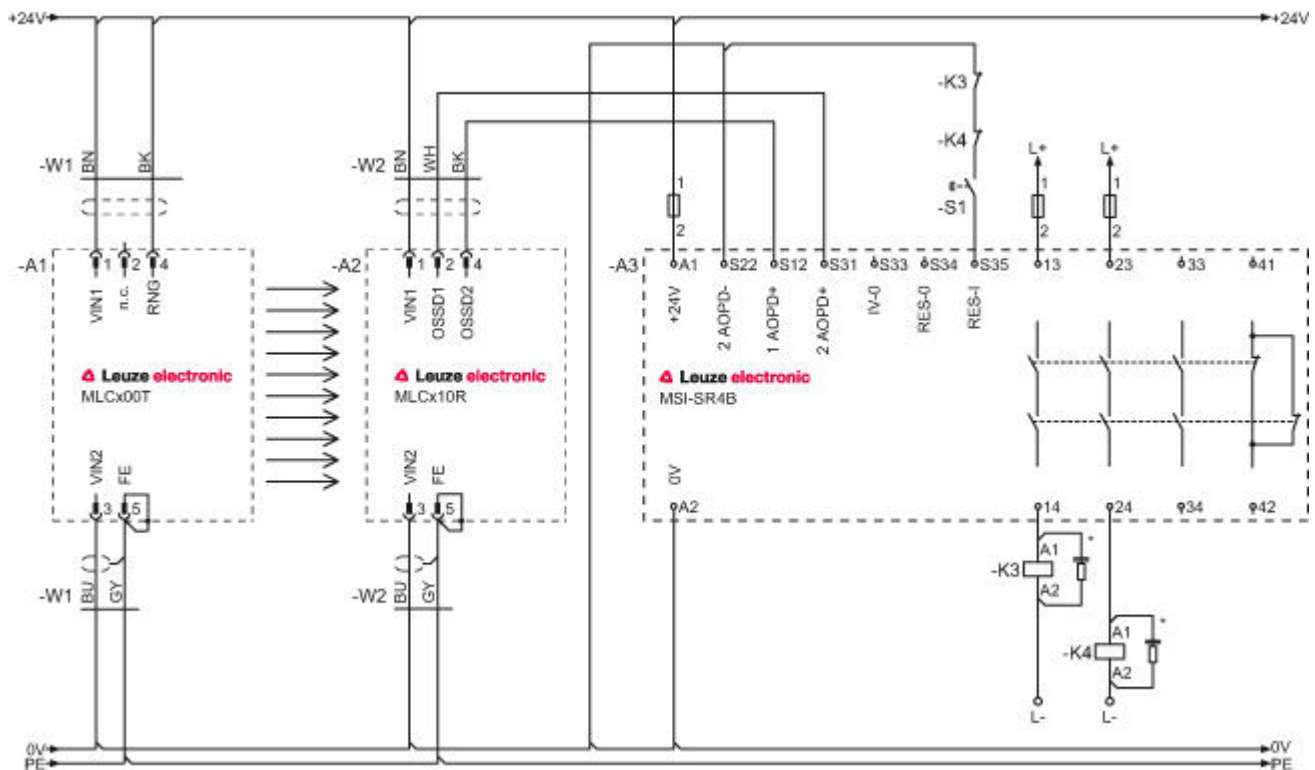 +24V +24V
-K3
-K4
-W1 BN BK
-W2 BN WH BK
L+ L+
1 1 1
-S1
2 2 2
-A1 1 2 4
-A2 1 2 4
-A3 A1 S22 S12 S31 S33 S34 S35 13 23 33 41
VIN1 n.c. RNG
VIN1 OSSD1 OSSD2
+24V 2 AOPD- 1 AOPD+ 2 AOPD+ IV-0 RES-0 RES-I
Leuze electronic
MLCx00T
Leuze electronic
MLCx10R
Leuze electronic
MSI-SR4B
VIN2 FE
VIN2 FE
0V
3 5
3 5
A2 14 24 34 42
-W1 BU GY
-W2 BU GY
-K3 A1 A2 *
-K4 A1 A2 *
L- L-
0V 0V
PE PE